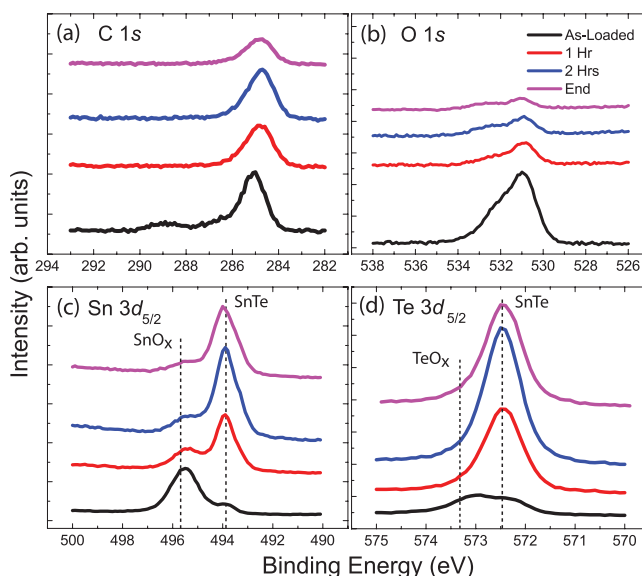 (a) C 1s
(b) O 1s
As-Loaded
1 Hr
2 Hrs
End
294 292 290 288 286 284 282
538 536 534 532 530 528 526
Intensity (arb. units)
(c) Sn 3d5/2
SnTe
SnOx
(d) Te 3d5/2
SnTe
TeOx
500 498 496 494 492 490
575 574 573 572 571 570
Binding Energy (eV)